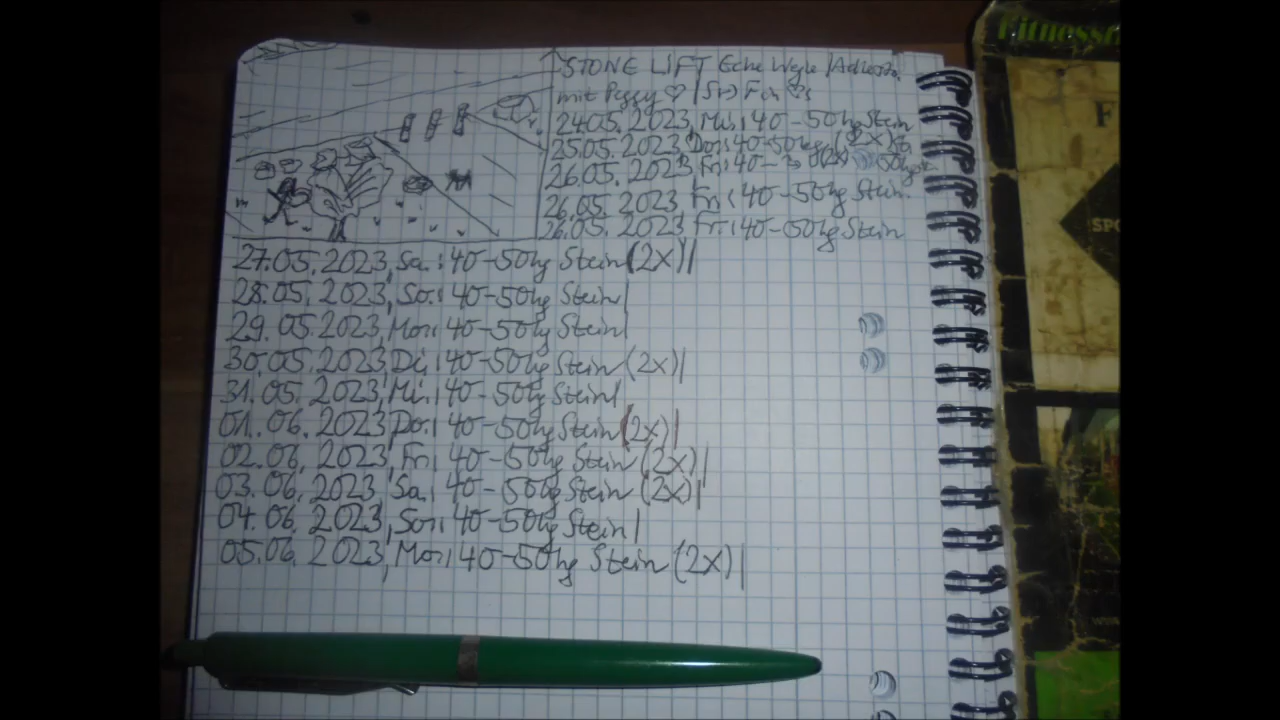 STONE LIFT Ecke Wgle /Adlerstr.
mit Peggy ♡ |
24.05.2023, Mi.: 40-50kg Stein
25.05.2023, Do.: 40-50kg (2x)
26.05.2023, Fr.: 40-
26.05.2023, Fr.: 40-50kg Stein
26.05.2023, Fr.: 40-50kg Stein
27.05.2023, Sa.: 40-50kg Stein (2x) |
28.05.2023, So.: 40-50kg Stein |
29.05.2023, Mo.: 40-50kg Stein |
30.05.2023, Di.: 40-50kg Stein (2x) |
31.05.2023, Mi.: 40-50kg Stein |
01.06.2023, Do.: 40-50kg Stein (2x) |
02.06.2023, Fr.: 40-50kg Stein (2x) |
03.06.2023, Sa.: 40-50kg Stein (2x) |
04.06.2023, So.: 40-50kg Stein |
05.06.2023, Mo.: 40-50kg Stein (2x) |
Fitness
F
SPO